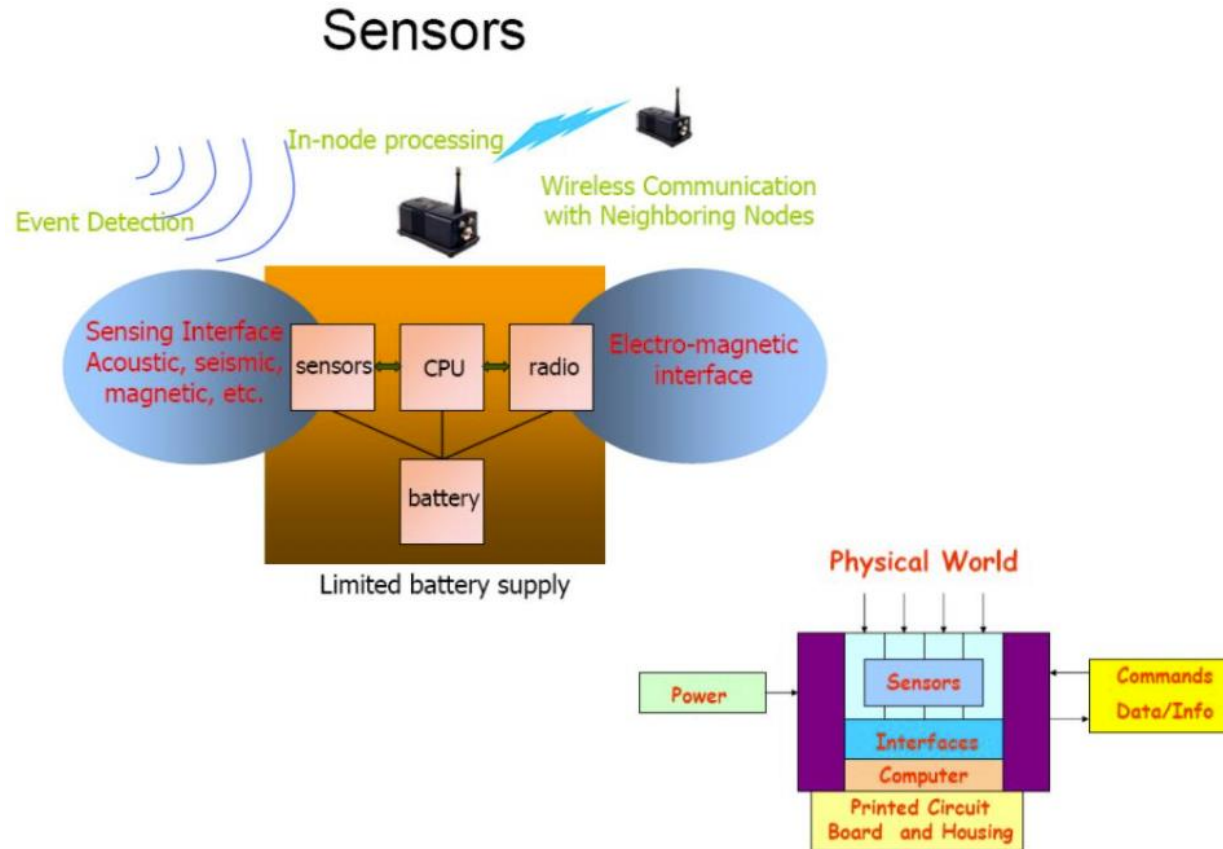 Sensors
In-node processing
Event Detection
Wireless Communication
with Neighboring Nodes
Sensing Interface
Acoustic, seismic,
magnetic, etc.
sensors
CPU
radio
Electro-magnetic
interface
battery
Limited battery supply
Physical World
Power
Sensors
Interfaces
Computer
Printed Circuit
Board and Housing
Commands
Data/Info